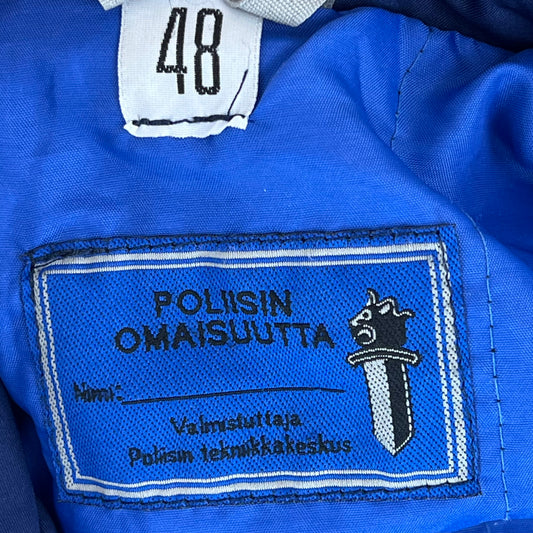 48
POLIISIN
OMAISUUTTA
Nimi:
Valmistuttaja
Poliisin tekniikkakeskus